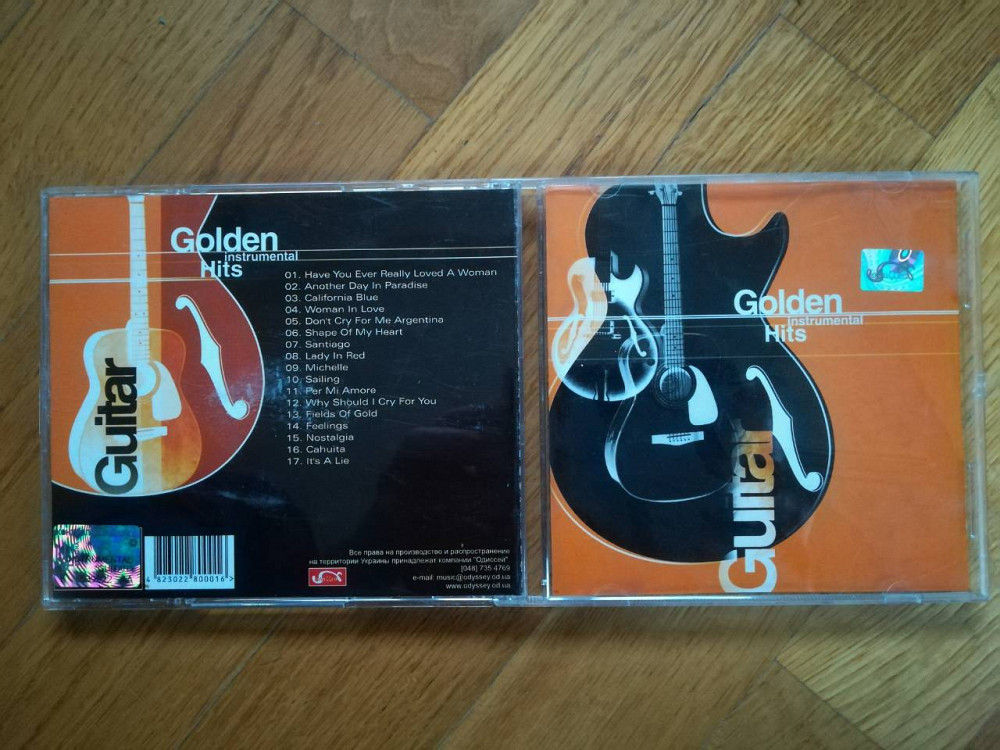 Golden
instrumental
Hits
01. Have You Ever Really Loved A Woman
02. Another Day In Paradise
03. California Blue
04. Woman In Love
05. Don't Cry For Me Argentina
06. Shape Of My Heart
07. Santiago
08. Lady In Red
09. Michelle
10. Sailing
11. Per Mi Amore
12. Why Should I Cry For You
13. Fields Of Gold
14. Feelings
15. Nostalgia
16. Cahuita
17. It's A Lie
Guitar
4 823022 800016 >
Все права на производство и распространение
на территории Украины принадлежат компании "Одиссей".
[048] 735 4769
e-mail: music@odyssey.od.ua
www.odyssey.od.ua
Golden
instrumental
Hits
Guitar